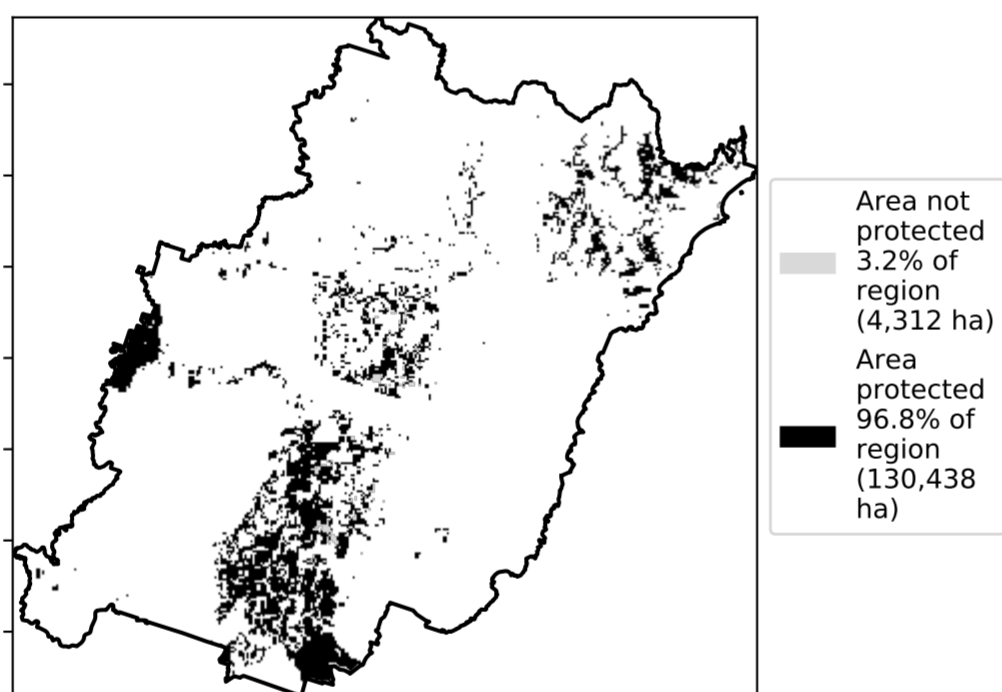 Area not
protected
3.2% of
region
(4,312 ha)
Area
protected
96.8% of
region
(130,438
ha)